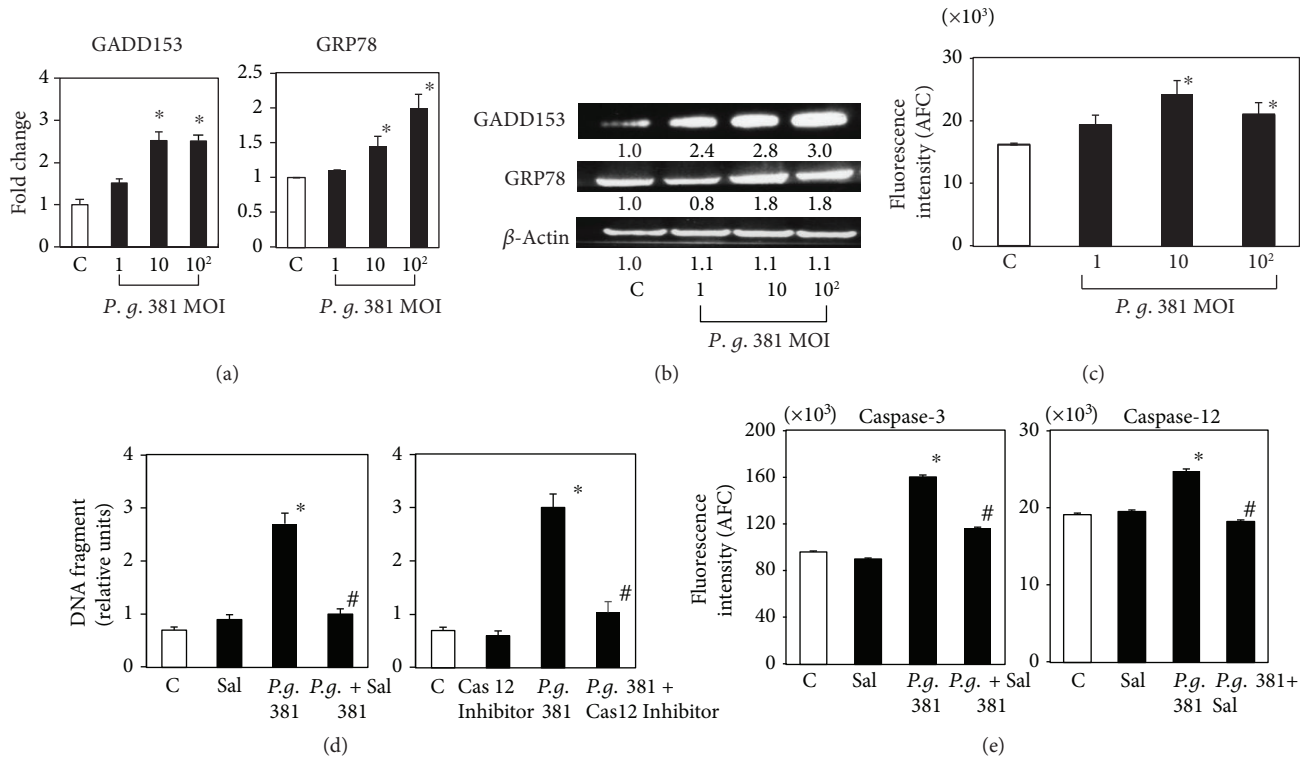 GADD153
GRP78
Fold change
4
3
2
1
0
C
1
10
10²
P. g. 381 MOI
2.5
2
1.5
1
0.5
0
C
1
10
10²
P. g. 381 MOI
*
*
*
*
(a)
GADD153
1.0 2.4 2.8 3.0
GRP78
1.0 0.8 1.8 1.8
β-Actin
1.0 1.1 1.1 1.1
C 1 10 10²
P. g. 381 MOI
(b)
(×10³)
Fluorescence
intensity (AFC)
30
20
10
0
*
*
C 1 10 10²
P. g. 381 MOI
(c)
DNA fragment
(relative units)
4
3
2
1
0
*
#
C Sal P.g. P.g. + Sal
381 381
4
3
2
1
0
*
#
C Cas 12 P.g. P.g. 381 +
Inhibitor 381 Cas12 Inhibitor
(d)
(×10³)
Caspase-3
Fluorescence
intensity (AFC)
200
160
120
80
40
0
*
#
C Sal P.g. P.g. + Sal
381 381
(×10³)
Caspase-12
30
20
10
0
*
#
C Sal P.g. P.g. 381+
381 Sal
(e)